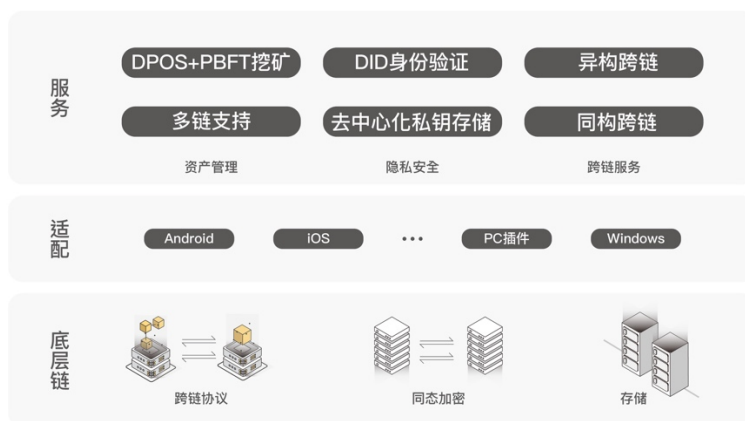 服务
DPOS+PBFT挖矿
DID身份验证
异构跨链
多链支持
去中心化私钥存储
同构跨链
资产管理
隐私安全
跨链服务
适配
Android
iOS
•••
PC插件
Windows
底层链
跨链协议
同态加密
存储